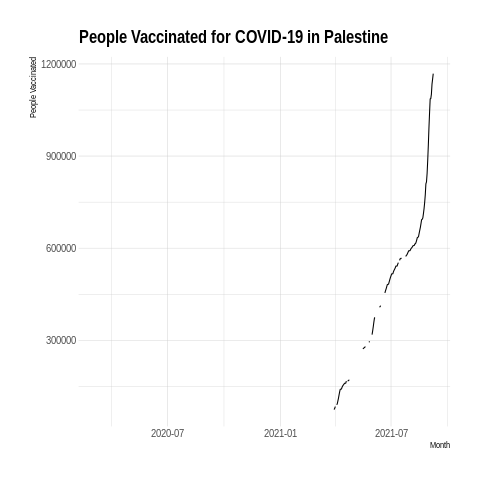 People Vaccinated for COVID-19 in Palestine
People Vaccinated
1200000
900000
600000
300000
2020-07
2021-01
2021-07
Month